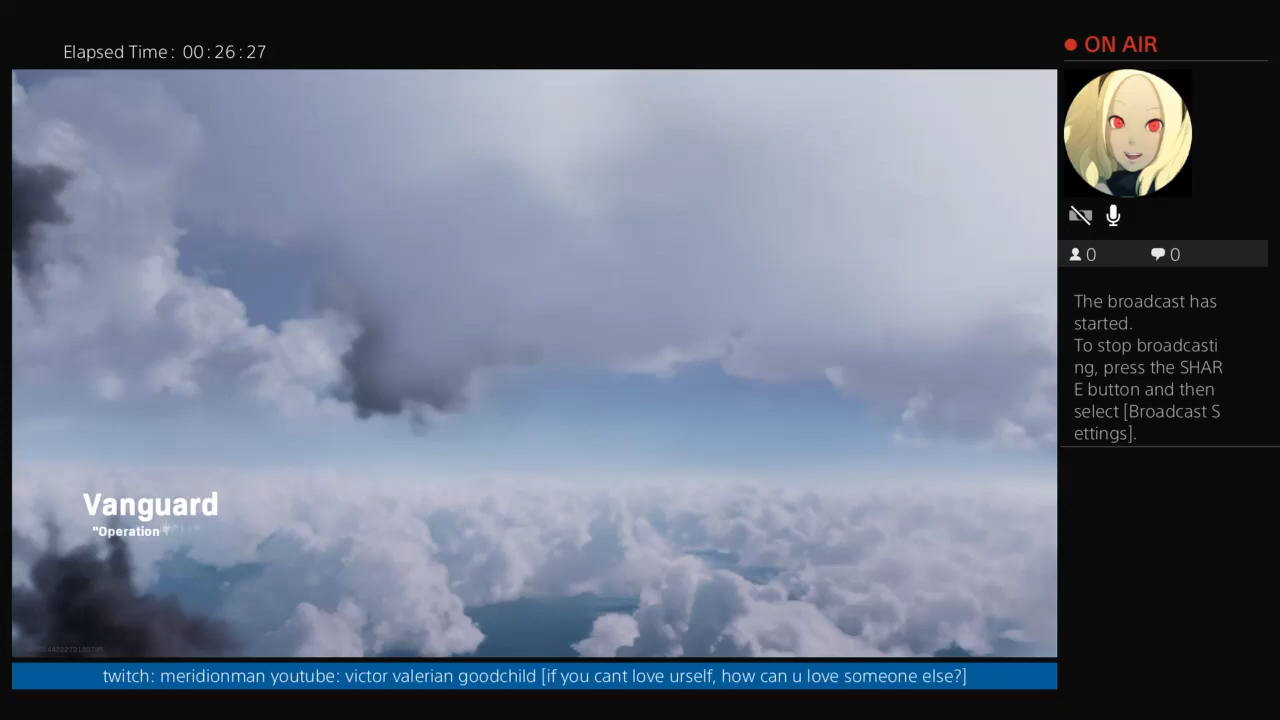 Elapsed Time: 00:26:27
ON AIR
0 0
The broadcast has
started.
To stop broadcasti
ng, press the SHAR
E button and then
select [Broadcast S
ettings].
Vanguard
"Operation
twitch: meridionman youtube: victor valerian goodchild [if you cant love urself, how can u love someone else?]